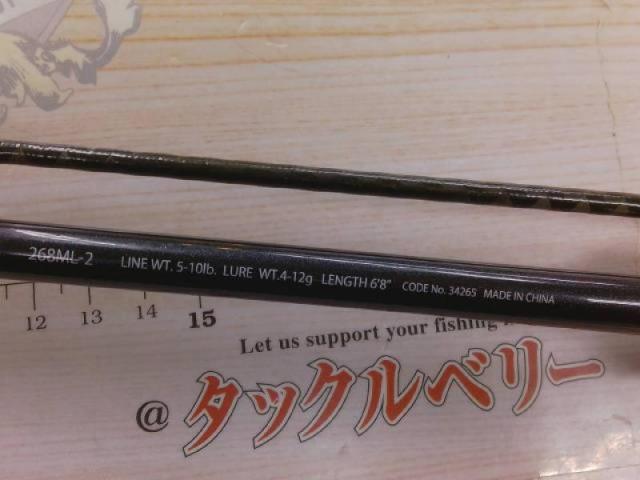 268ML-2 LINE WT. 5-10lb. LURE WT.4-12g LENGTH 6'8" CODE No. 34265 MADE IN CHINA
12 13 14 15
Let us support your fishing
@タックルベリー